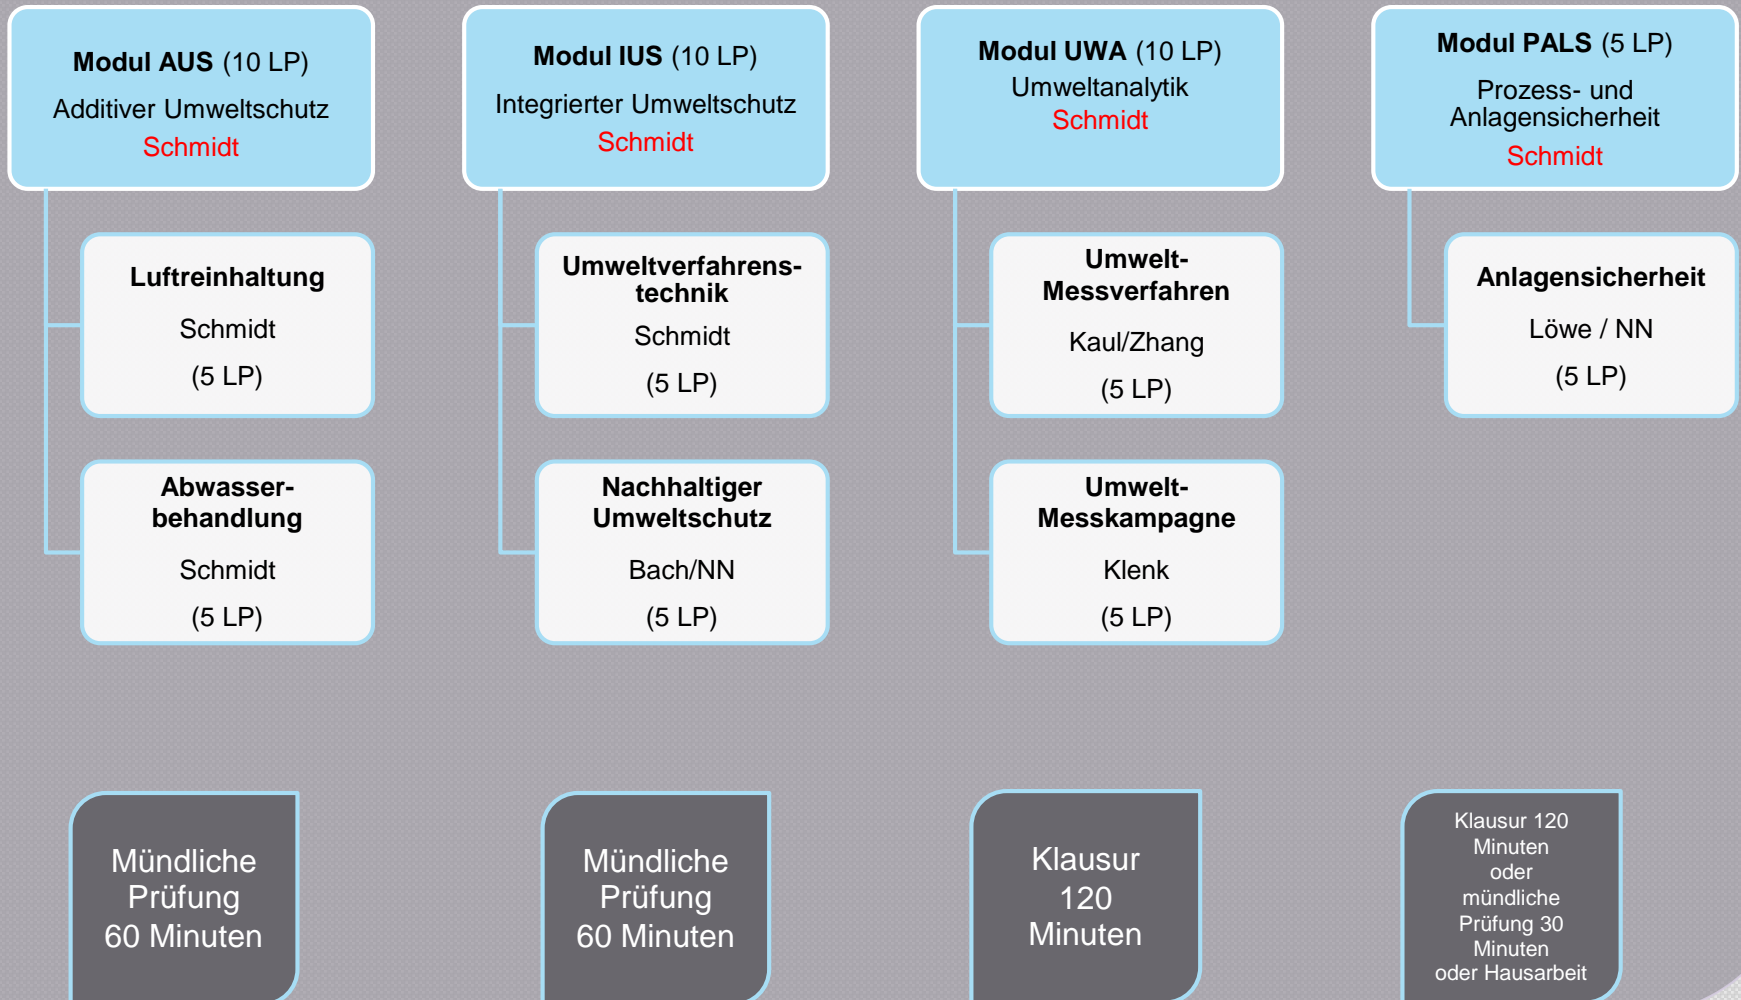 Modul AUS (10 LP)
Additiver Umweltschutz
Schmidt
Luftreinhaltung
Schmidt
(5 LP)
Abwasser-
behandlung
Schmidt
(5 LP)
Mündliche
Prüfung
60 Minuten
Modul IUS (10 LP)
Integrierter Umweltschutz
Schmidt
Umweltverfahrens-
technik
Schmidt
(5 LP)
Nachhaltiger
Umweltschutz
Bach/NN
(5 LP)
Mündliche
Prüfung
60 Minuten
Modul UWA (10 LP)
Umweltanalytik
Schmidt
Umwelt-
Messverfahren
Kaul/Zhang
(5 LP)
Umwelt-
Messkampagne
Klenk
(5 LP)
Klausur
120
Minuten
Modul PALS (5 LP)
Prozess- und
Anlagensicherheit
Schmidt
Anlagensicherheit
Löwe / NN
(5 LP)
Klausur 120
Minuten
oder
mündliche
Prüfung 30
Minuten
oder Hausarbeit